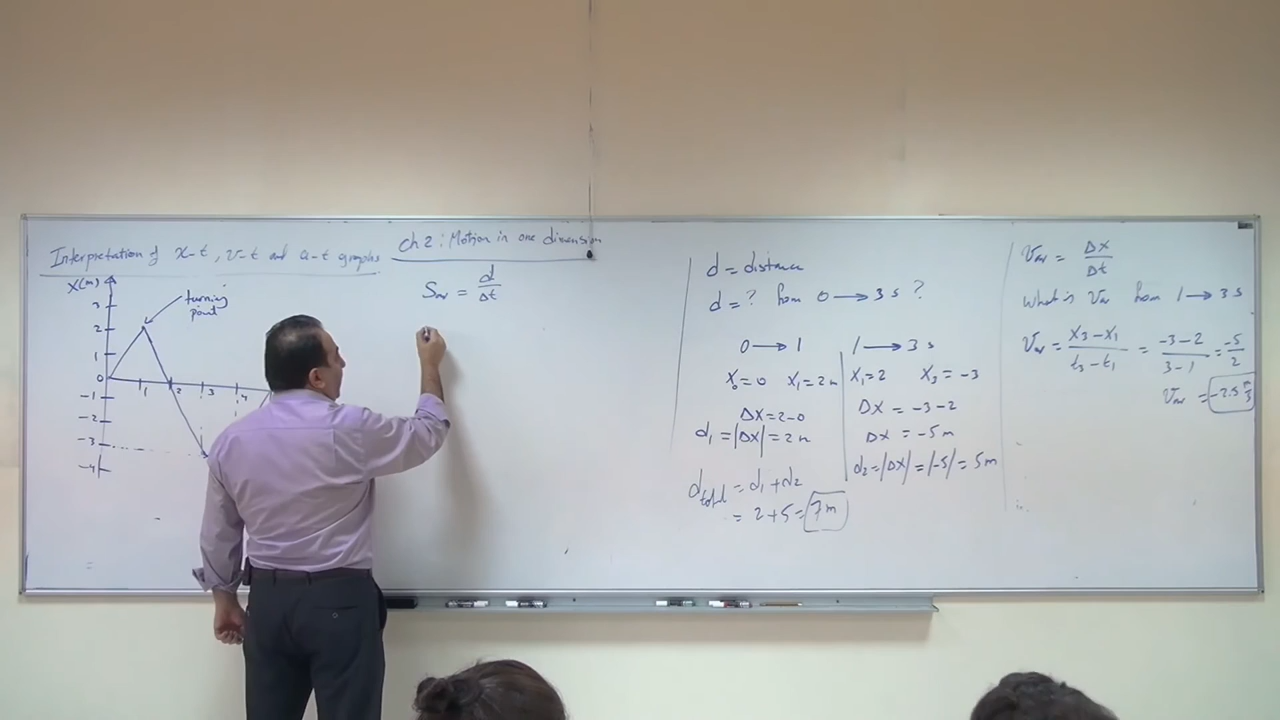 Interpretation of x-t, v-t and a-t graphs
Ch 2: Motion in one dimension
X(m)
turning
point
3
2
1
0
-1
-2
-3
-4
1 2 3 4
Sav = d/Δt
d = distance
d = ? from 0 → 3 s ?
0 → 1
X0 = 0 X1 = 2 m
ΔX = 2-0
d1 = |ΔX| = 2 m
dtotal = d1 + d2
= 2 + 5 = 7 m
1 → 3 s
X1 = 2 X3 = -3
ΔX = -3-2
ΔX = -5 m
d2 = |ΔX| = |-5| = 5 m
Vav = ΔX/Δt
What is Vav from 1 → 3 s
Vav = X3-X1/t3-t1 = -3-2/3-1 = -5/2
Vav = -2.5 m/s